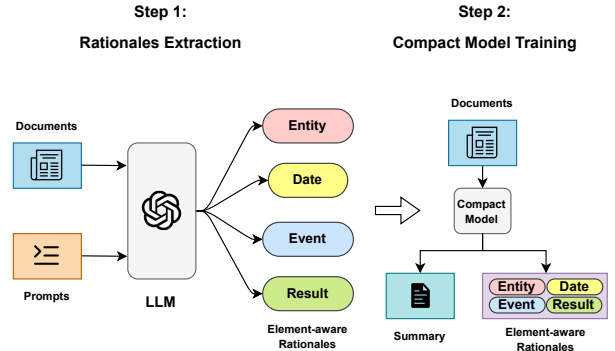 Step 1:
Rationales Extraction
Documents
Prompts
LLM
Entity
Date
Event
Result
Element-aware
Rationales
Step 2:
Compact Model Training
Documents
Compact
Model
Summary
Entity Date
Event Result
Element-aware
Rationales